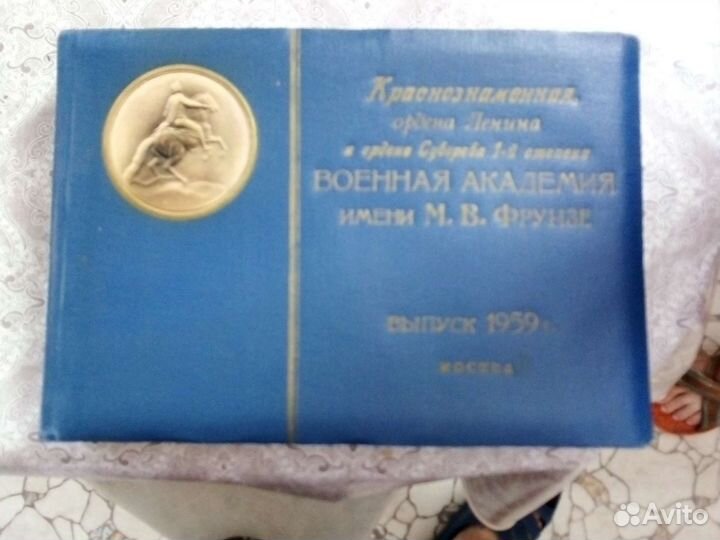 Краснознаменная,
ордена Ленина
и ордена Суворова 1-й степени
ВОЕННАЯ АКАДЕМИЯ
ИМЕНИ М. В. ФРУНЗЕ
ВЫПУСК 1959 г.
МОСКВА
Avito